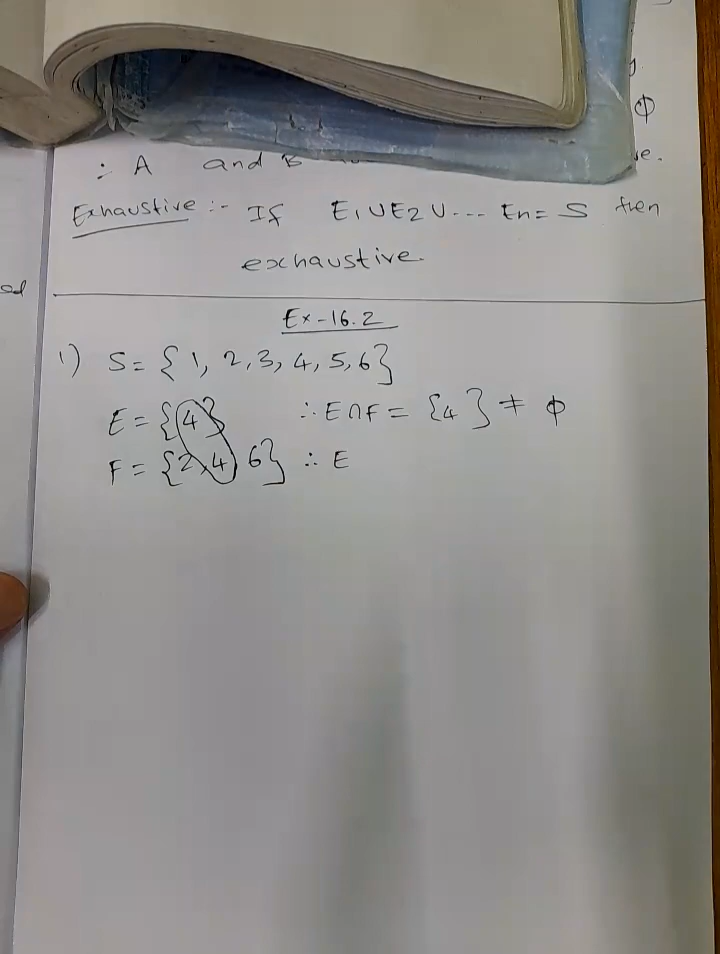 ɸ
∴ A and B
Exhaustive :- If E₁∪E₂∪--- En = S then
exhaustive.
Ex-16.2
1) S = {1, 2, 3, 4, 5, 6}
E = {4} ∴ E∩F = {4} ≠ ɸ
F = {2, 4, 6} ∴ E